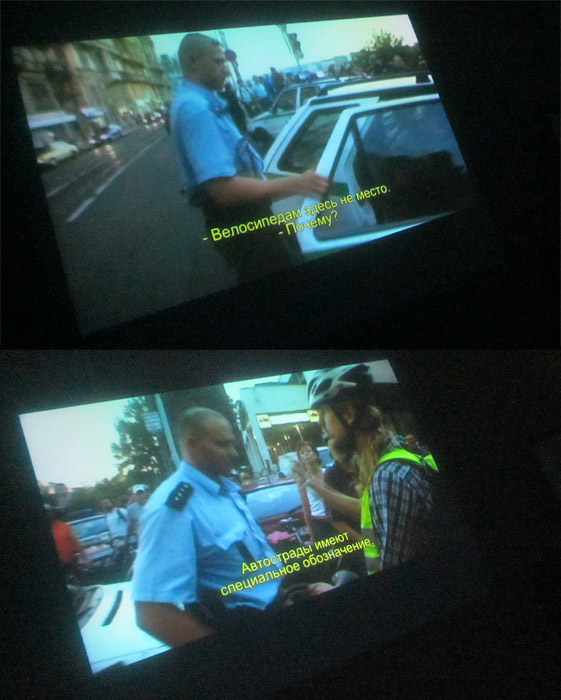 - Велосипедам здесь не место.
- Почему?
Автострады имеют
специальное обозначение.